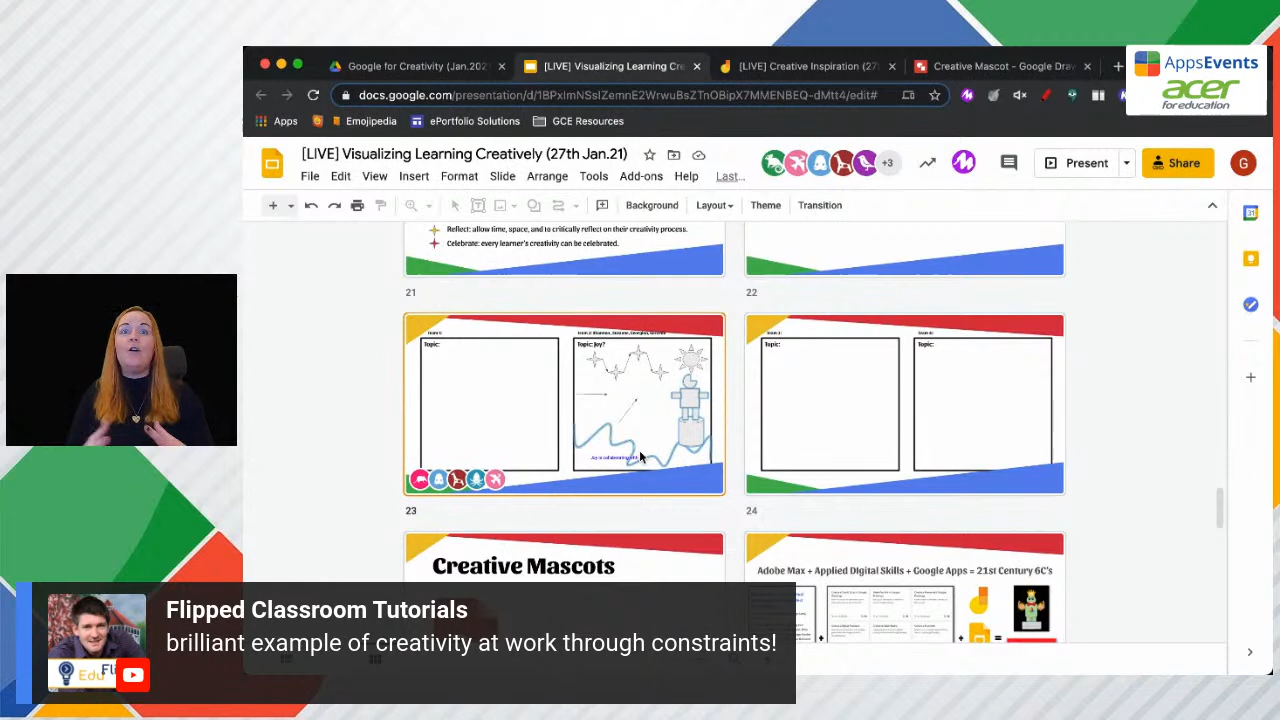 AppsEvents
acer
for education
Google for Creativity (Jan.202
[LIVE] Visualizing Learning Cre
[LIVE] Creative Inspiration (27
Creative Mascot - Google Draw
docs.google.com/presentation/d/1BPxImNSsIZemnE2WrwuBsZTnOBipX7MMENBEQ-dMtt4/edit#
Apps
Emojipedia
ePortfolio Solutions
GCE Resources
[LIVE] Visualizing Learning Creatively (27th Jan.21)
+3
Present
Share
G
File Edit View Insert Format Slide Arrange Tools Add-ons Help Last...
Background Layout Theme Transition
Reflect: allow time, space, and to critically reflect on their creativity process.
Celebrate: every learner's creativity can be celebrated.
21
22
Topic:
Topic: Joy?
Topic:
Topic:
23
24
Creative Mascots
Adobe Max + Applied Digital Skills + Google Apps = 21st Century 6C's
Flipped Classroom Tutorials
brilliant example of creativity at work through constraints!
Edu